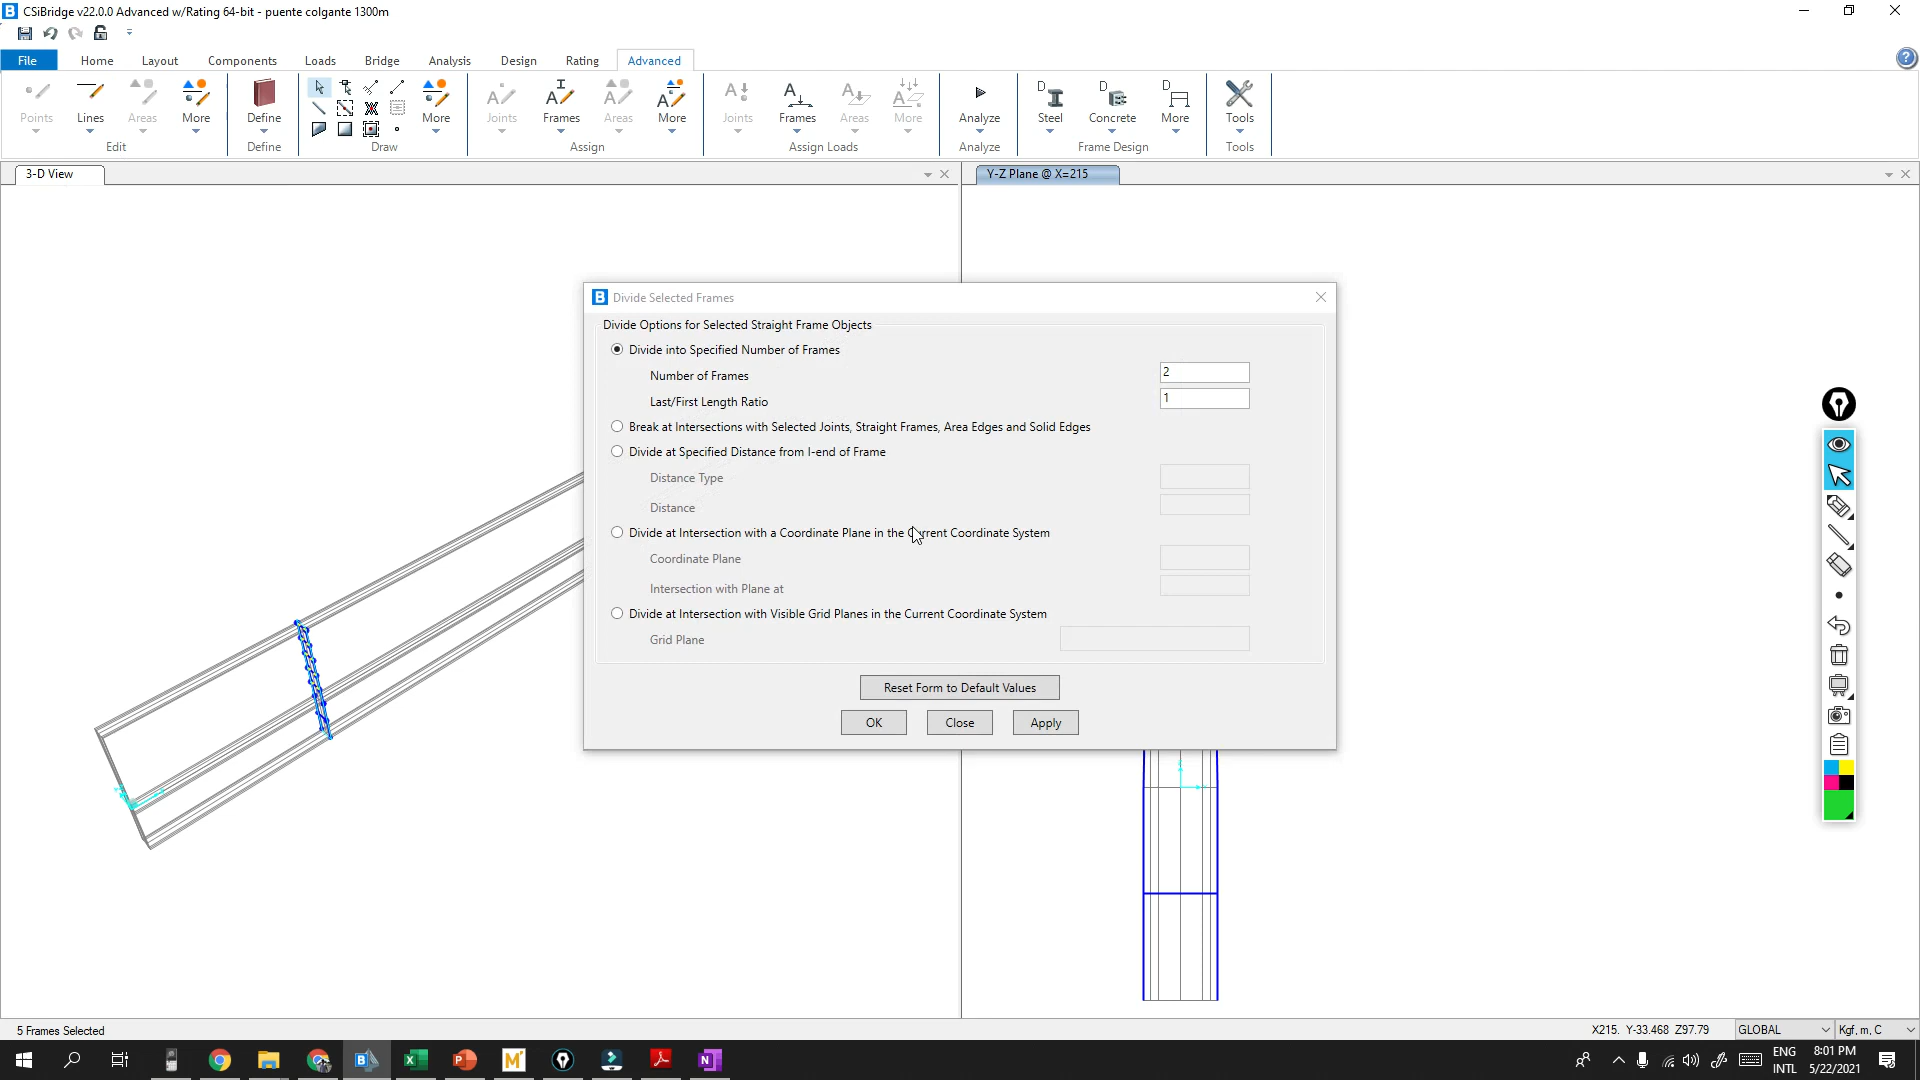 CSiBridge v22.0.0 Advanced w/Rating 64-bit - puente colgante 1300m
File Home Layout Components Loads Bridge Analysis Design Rating Advanced
Points Lines Areas More Define More Joints Frames Areas More Joints Frames Areas More Analyze Steel Concrete More Tools
Edit Define Draw Assign Assign Loads Analyze Frame Design Tools
3-D View
Y-Z Plane @ X=215
Divide Selected Frames
Divide Options for Selected Straight Frame Objects
Divide into Specified Number of Frames
Number of Frames 2
Last/First Length Ratio 1
Break at Intersections with Selected Joints, Straight Frames, Area Edges and Solid Edges
Divide at Specified Distance from I-end of Frame
Distance Type
Distance
Divide at Intersection with a Coordinate Plane in the Current Coordinate System
Coordinate Plane
Intersection with Plane at
Divide at Intersection with Visible Grid Planes in the Current Coordinate System
Grid Plane
Reset Form to Default Values
OK Close Apply
5 Frames Selected
X215. Y-33.468 Z97.79 GLOBAL Kgf, m, C
ENG
INTL
8:01 PM
5/22/2021